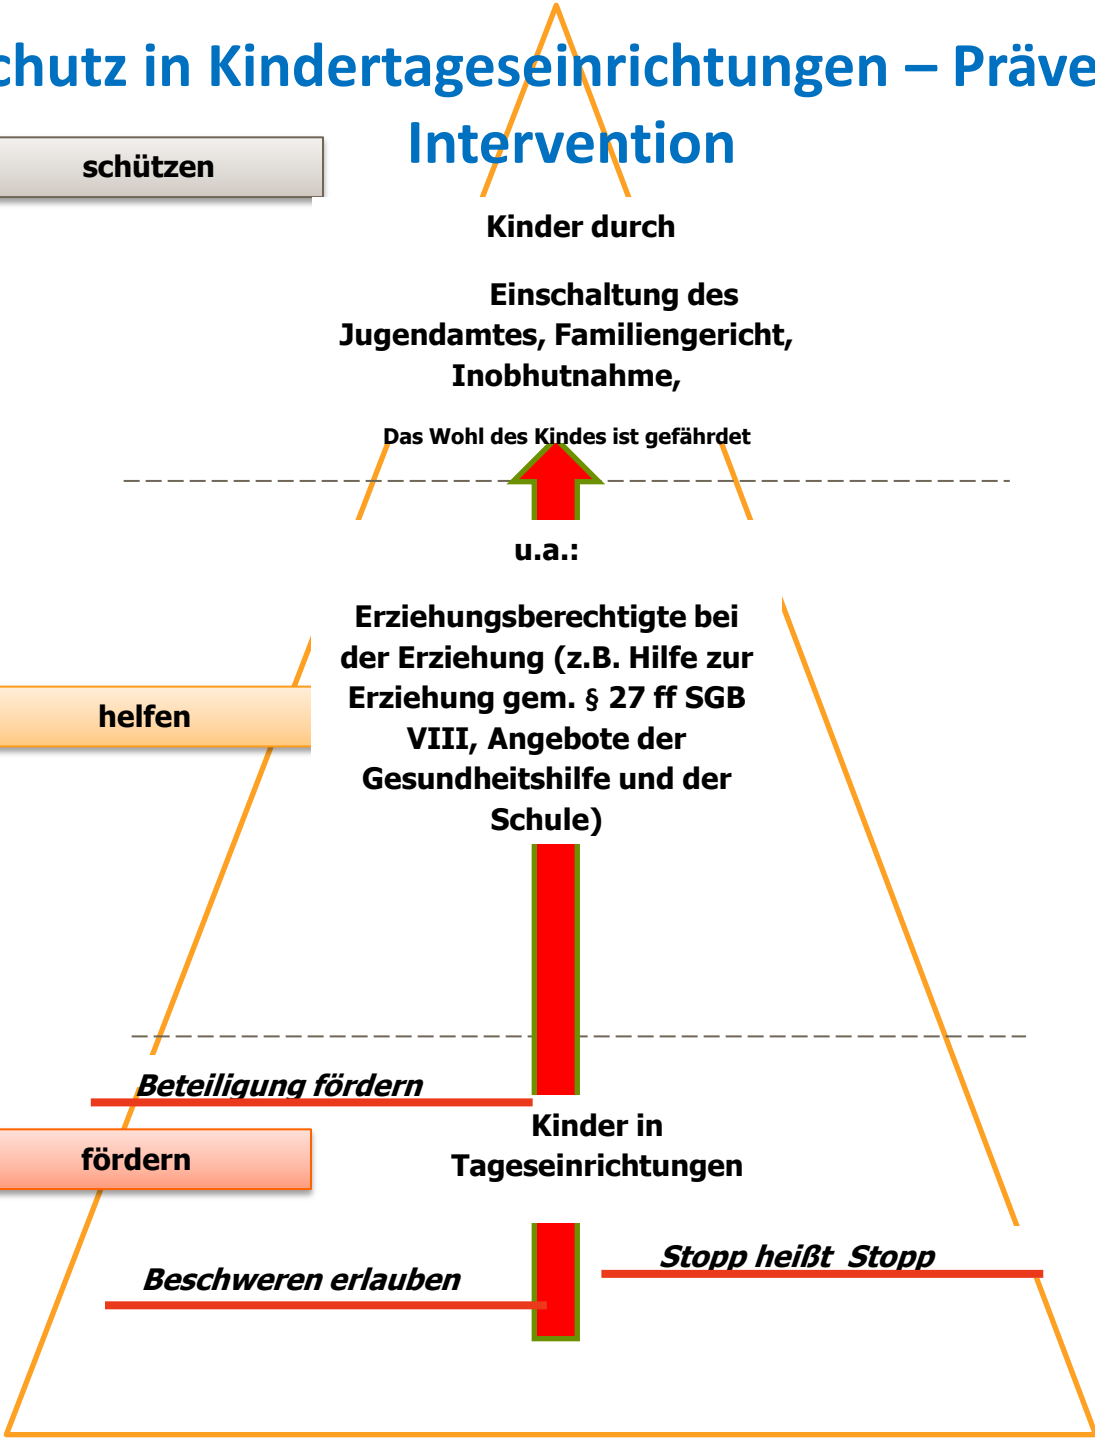 chutz in Kindertageseinrichtungen – Präve
Intervention
schützen
Kinder durch
Einschaltung des
Jugendamtes, Familiengericht,
Inobhutnahme,
Das Wohl des Kindes ist gefährdet
u.a.:
Erziehungsberechtigte bei
der Erziehung (z.B. Hilfe zur
Erziehung gem. § 27 ff SGB
VIII, Angebote der
Gesundheitshilfe und der
Schule)
helfen
Beteiligung fördern
Kinder in
Tageseinrichtungen
fördern
Stopp heißt Stopp
Beschweren erlauben